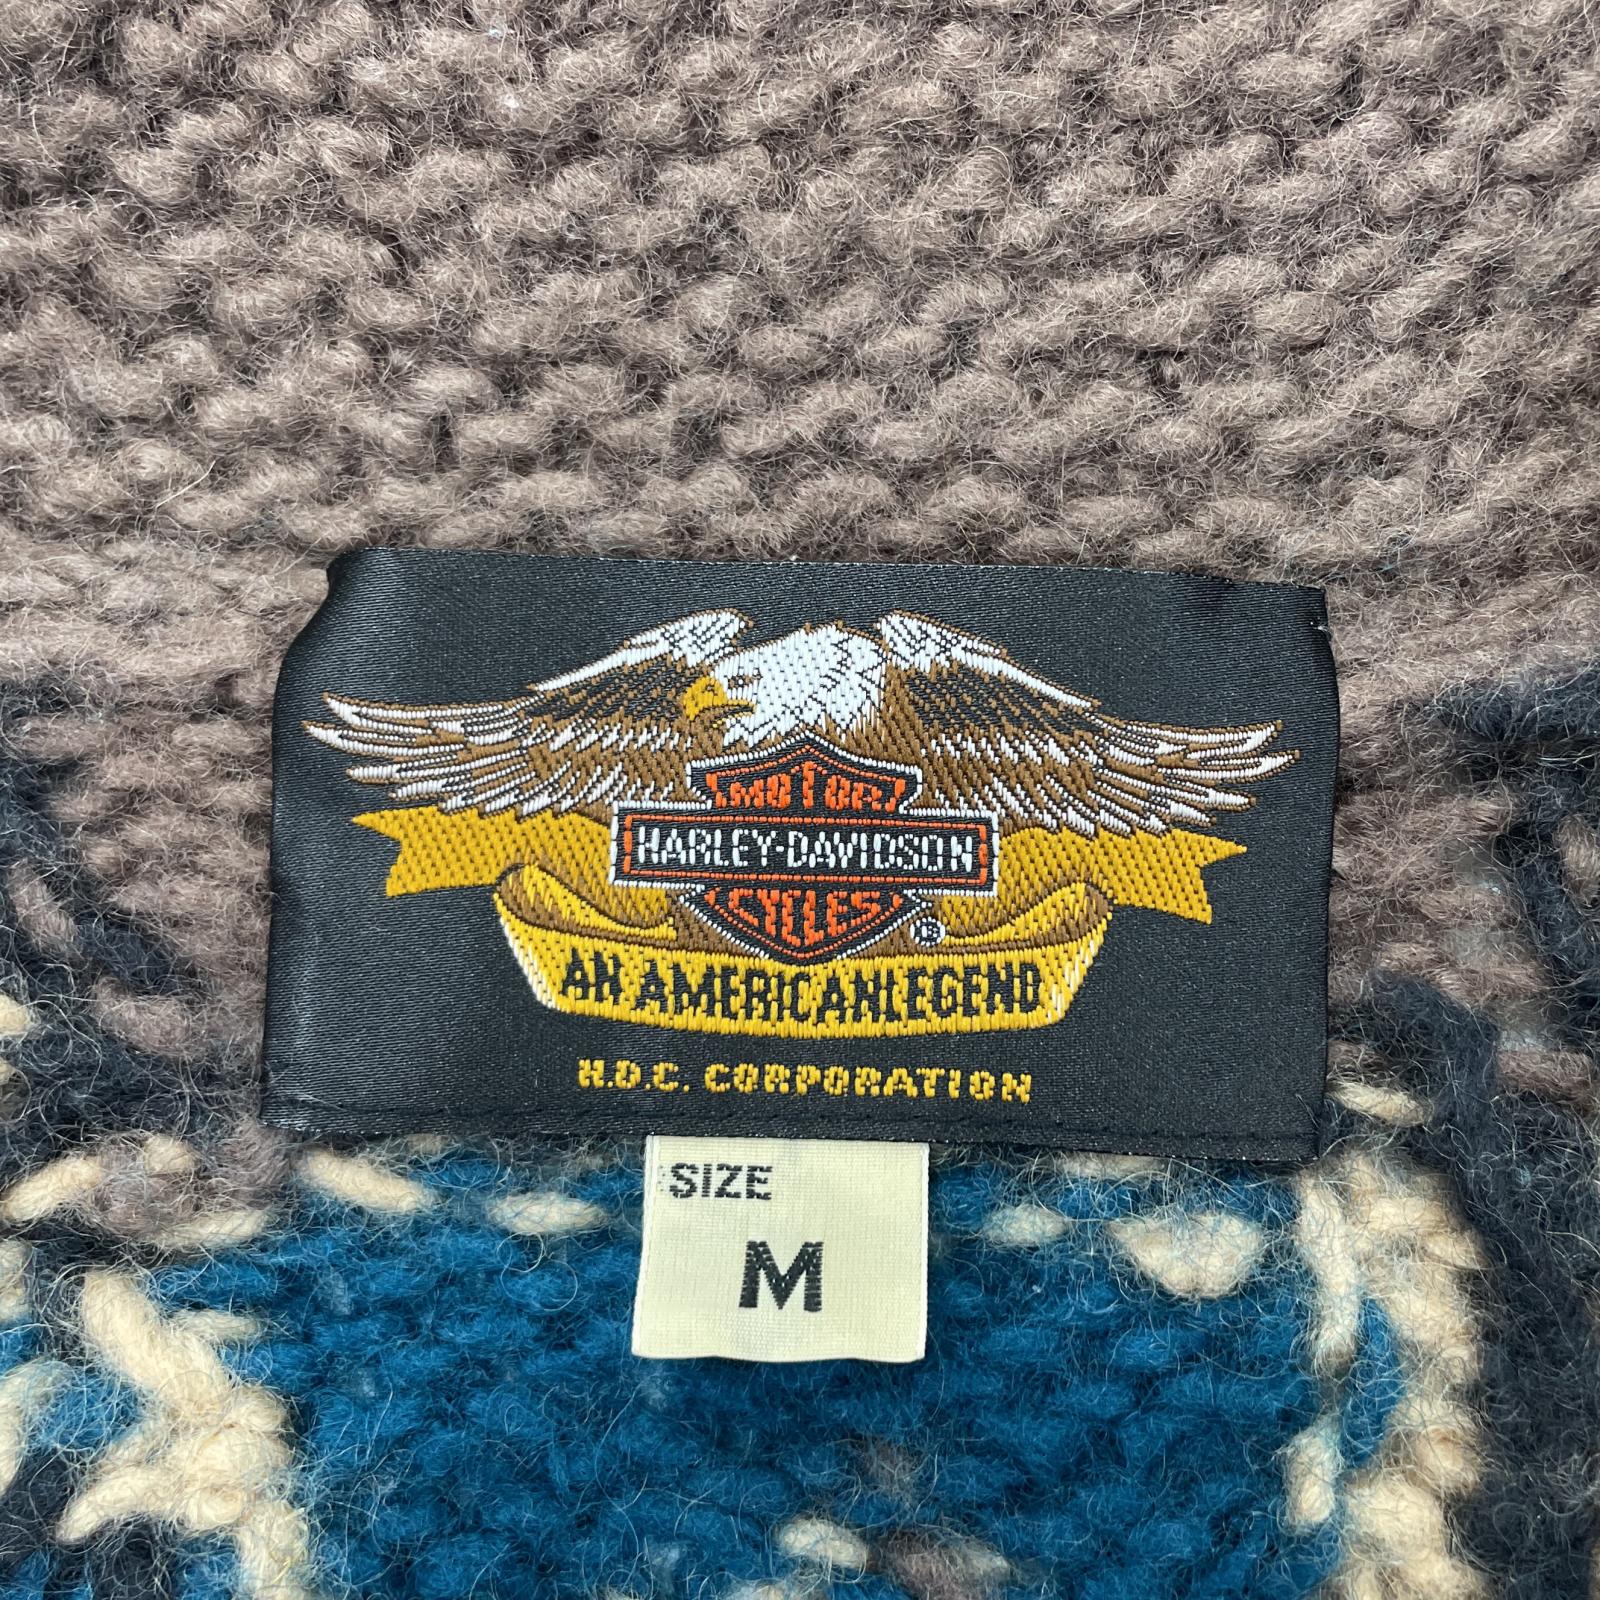 MOTOR
HARLEY-DAVIDSON
CYCLES
®
AN AMERICAN LEGEND
H.D.C. CORPORATION
SIZE
M